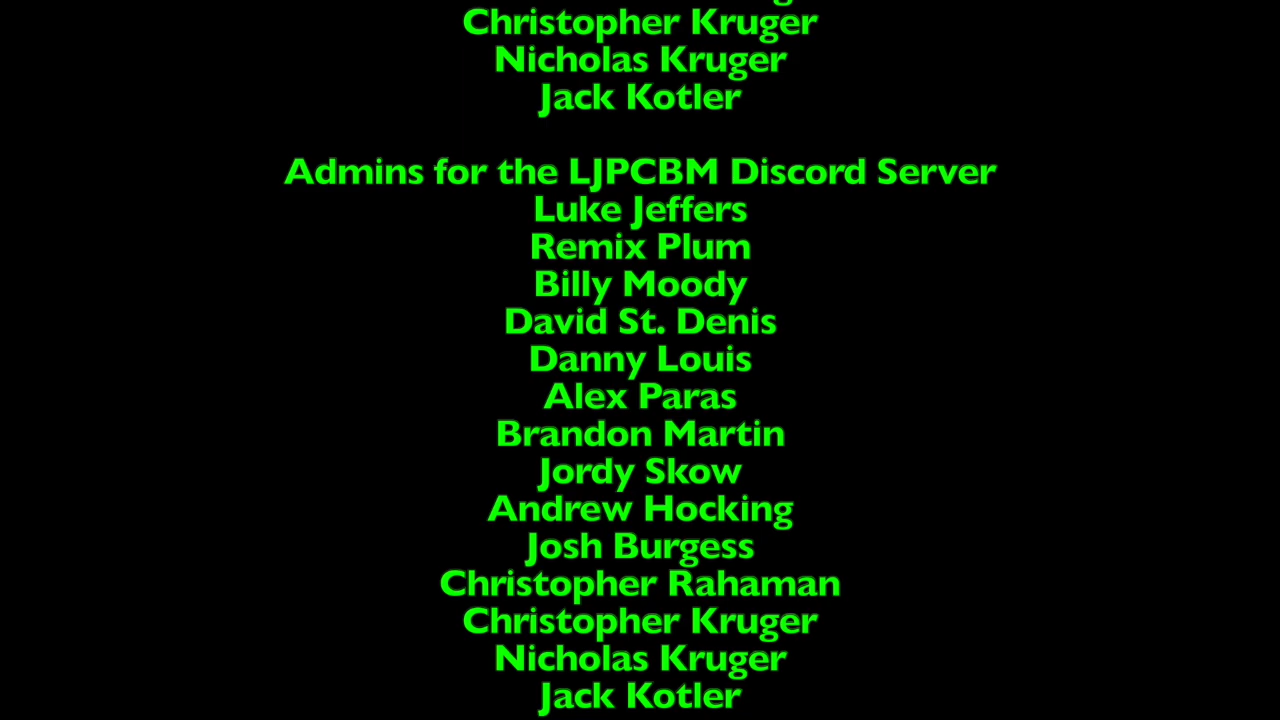 Christopher Kruger
Nicholas Kruger
Jack Kotler
Admins for the LJPCBM Discord Server
Luke Jeffers
Remix Plum
Billy Moody
David St. Denis
Danny Louis
Alex Paras
Brandon Martin
Jordy Skow
Andrew Hocking
Josh Burgess
Christopher Rahaman
Christopher Kruger
Nicholas Kruger
Jack Kotler